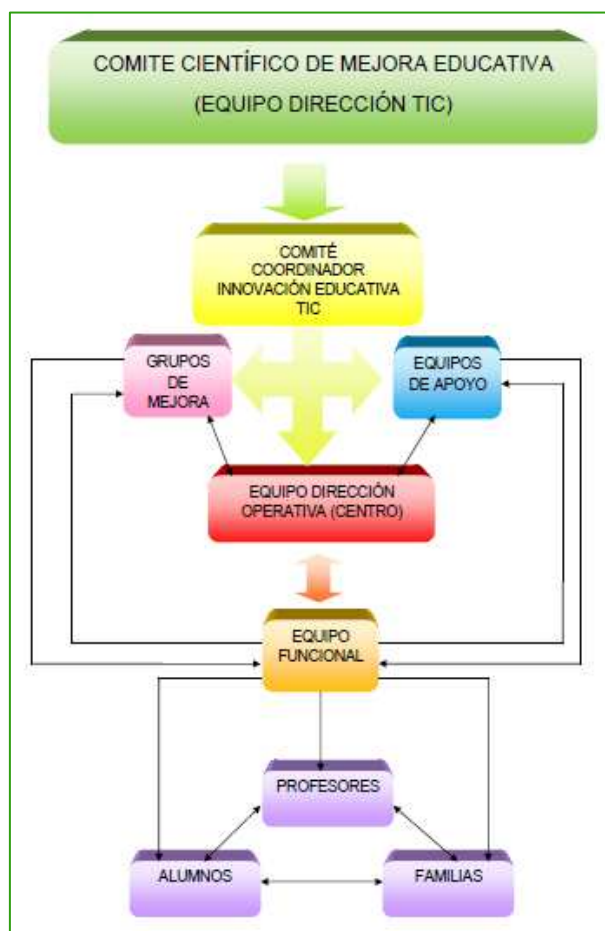 COMITE CIENTÍFICO DE MEJORA EDUCATIVA
(EQUIPO DIRECCIÓN TIC)
COMITÉ
COORDINADOR
INNOVACIÓN EDUCATIVA
TIC
GRUPOS
DE
MEJORA
EQUIPOS
DE APOYO
EQUIPO DIRECCIÓN
OPERATIVA (CENTRO)
EQUIPO
FUNCIONAL
PROFESORES
ALUMNOS
FAMILIAS